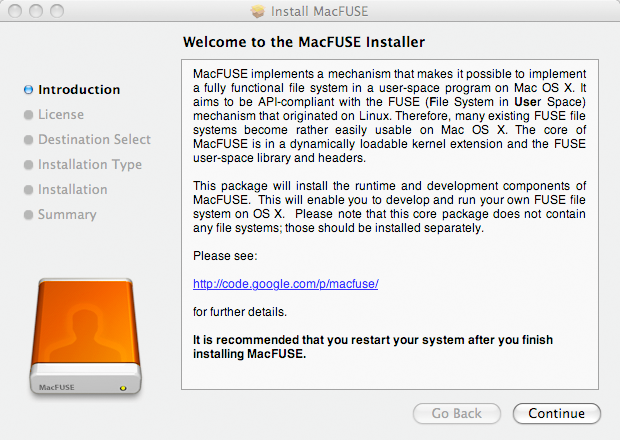 Install MacFUSE
Welcome to the MacFUSE Installer
Introduction
License
Destination Select
Installation Type
Installation
Summary
MacFUSE implements a mechanism that makes it possible to implement
a fully functional file system in a user-space program on Mac OS X. It
aims to be API-compliant with the FUSE (File System in User Space)
mechanism that originated on Linux. Therefore, many existing FUSE file
systems become rather easily usable on Mac OS X. The core of
MacFUSE is in a dynamically loadable kernel extension and the FUSE
user-space library and headers.
This package will install the runtime and development components of
MacFUSE.  This will enable you to develop and run your own FUSE file
system on OS X.  Please note that this core package does not contain
any file systems; those should be installed separately.
Please see:
http://code.google.com/p/macfuse/
for further details.
It is recommended that you restart your system after you finish
installing MacFUSE.
MacFUSE
Go Back
Continue